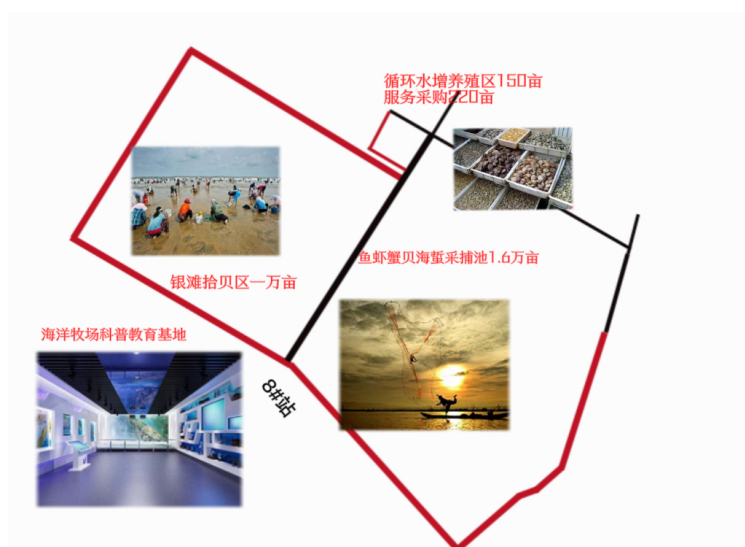 循环水增养殖区150亩
服务采购220亩
鱼虾蟹贝海蜇采捕池1.6万亩
银滩拾贝区一万亩
海洋牧场科普教育基地
8#站